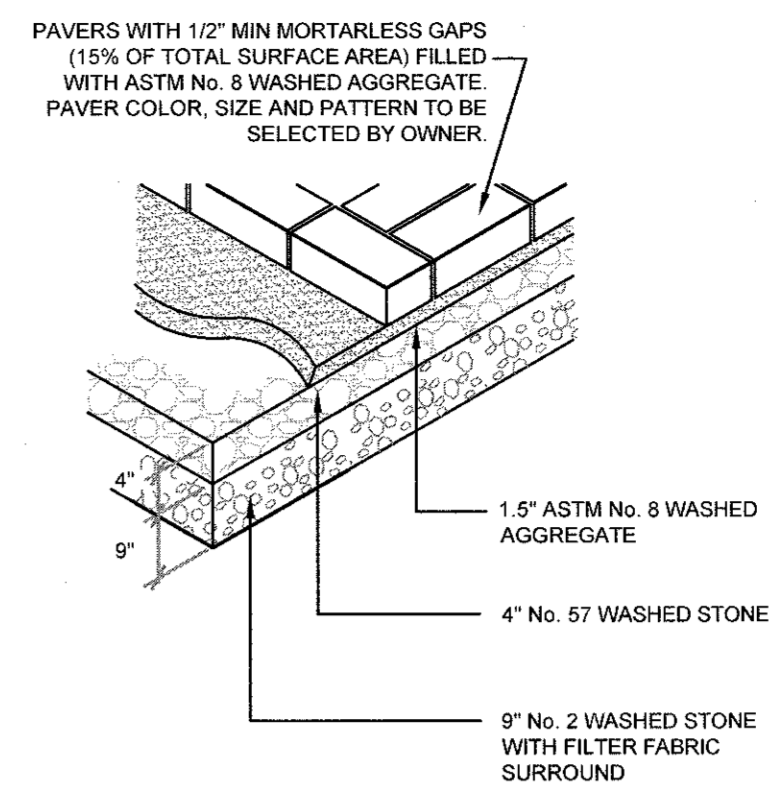 PAVERS WITH 1/2" MIN MORTARLESS GAPS
(15% OF TOTAL SURFACE AREA) FILLED
WITH ASTM No. 8 WASHED AGGREGATE.
PAVER COLOR, SIZE AND PATTERN TO BE
SELECTED BY OWNER.
4"
9"
1.5" ASTM No. 8 WASHED
AGGREGATE
4" No. 57 WASHED STONE
9" No. 2 WASHED STONE
WITH FILTER FABRIC
SURROUND